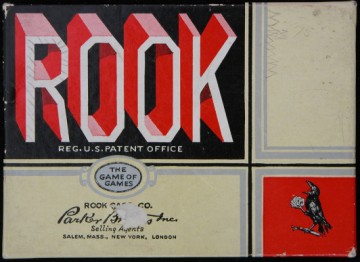 ROOK
REG. U.S. PATENT OFFICE
THE
GAME OF
GAMES
ROOK CARD CO.
Parker Brothers Inc.
Selling Agents
SALEM, MASS., NEW YORK, LONDON